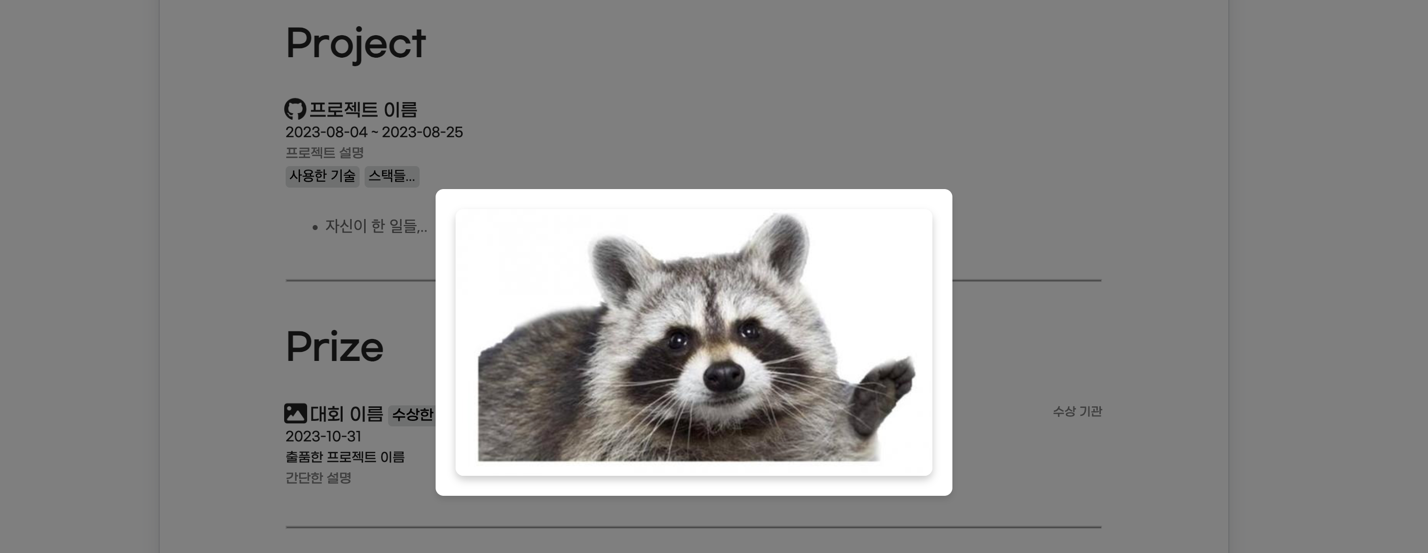 Project
프로젝트 이름
2023-08-04 ~ 2023-08-25
프로젝트 설명
사용한 기술 스택들...
• 자신이 한 일들,..
Prize
대회 이름 수상한
수상 기관
2023-10-31
출품한 프로젝트 이름
간단한 설명